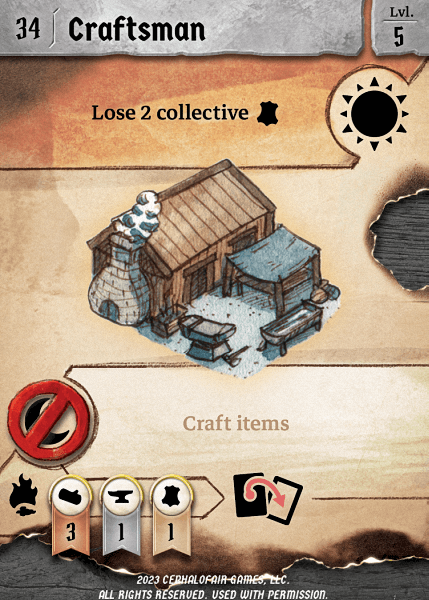 34 Craftsman
Lvl.
5
Lose 2 collective
Craft items
3 1 1
2023 CEPHALOFAIR GAMES, LLC.
ALL RIGHTS RESERVED. USED WITH PERMISSION.